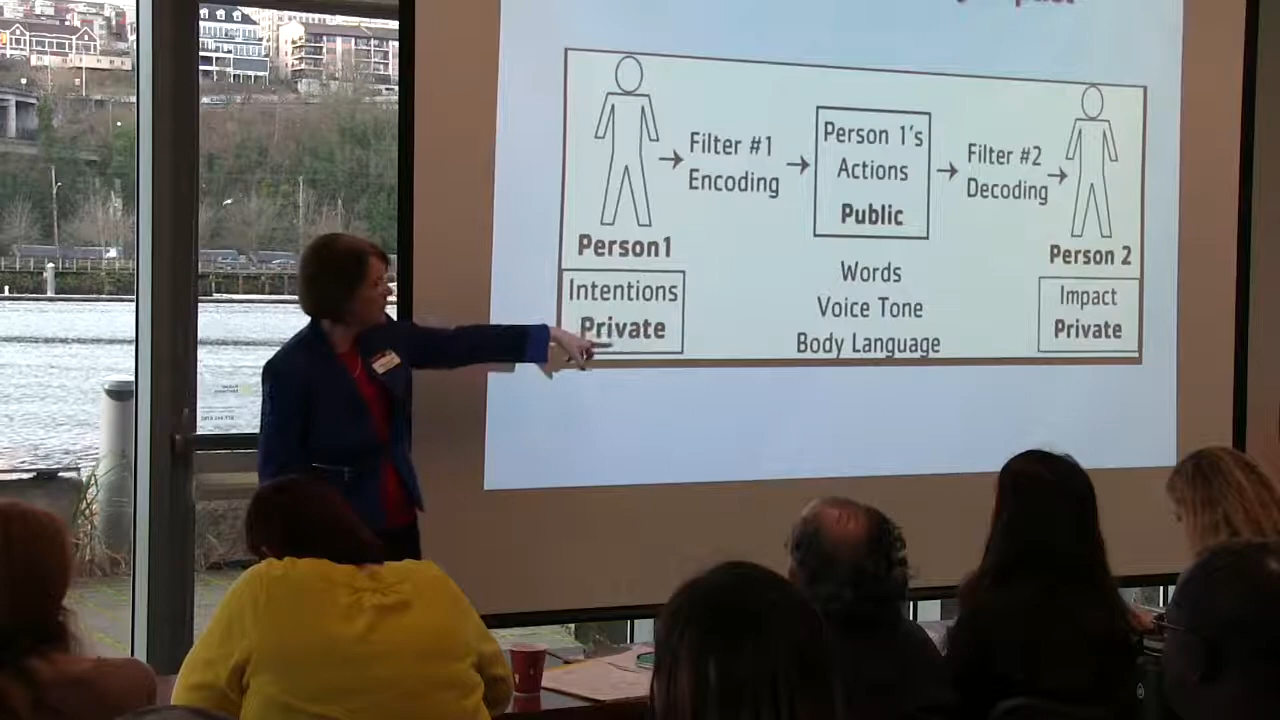 Filter #1
Encoding
Person 1's
Actions
Public
Filter #2
Decoding
Person1
Person 2
Intentions
Private
Words
Voice Tone
Body Language
Impact
Private